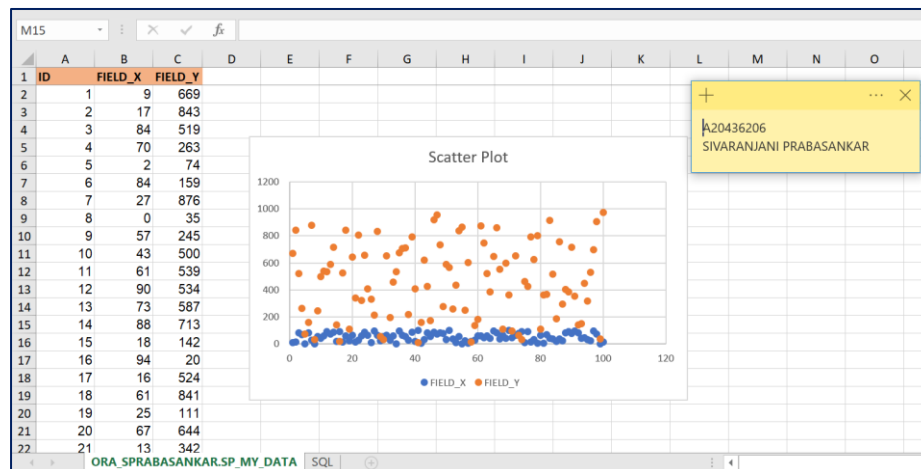 M15 fx
A B C D E F G H I J K L M N O
1 ID FIELD_X FIELD_Y
2 1 9 669
3 2 17 843
4 3 84 519
5 4 70 263
6 5 2 74
7 6 84 159
8 7 27 876
9 8 0 35
10 9 57 245
11 10 43 500
12 11 61 539
13 12 90 534
14 13 73 587
15 14 88 713
16 15 18 142
17 16 94 20
18 17 16 524
19 18 61 841
20 19 25 111
21 20 67 644
22 21 13 342
A20436206
SIVARANJANI PRABASANKAR
Scatter Plot
1200
1000
800
600
400
200
0
0 20 40 60 80 100 120
FIELD_X FIELD_Y
ORA_SPRABASANKAR.SP_MY_DATA SQL